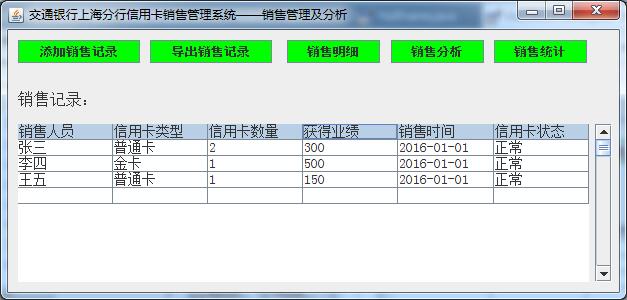 交通银行上海分行信用卡销售管理系统——销售管理及分析
添加销售记录 导出销售记录 销售明细 销售分析 销售统计
销售记录：
销售人员 信用卡类型 信用卡数量 获得业绩 销售时间 信用卡状态
张三 普通卡 2 300 2016-01-01 正常
李四 金卡 1 500 2016-01-01 正常
王五 普通卡 1 150 2016-01-01 正常